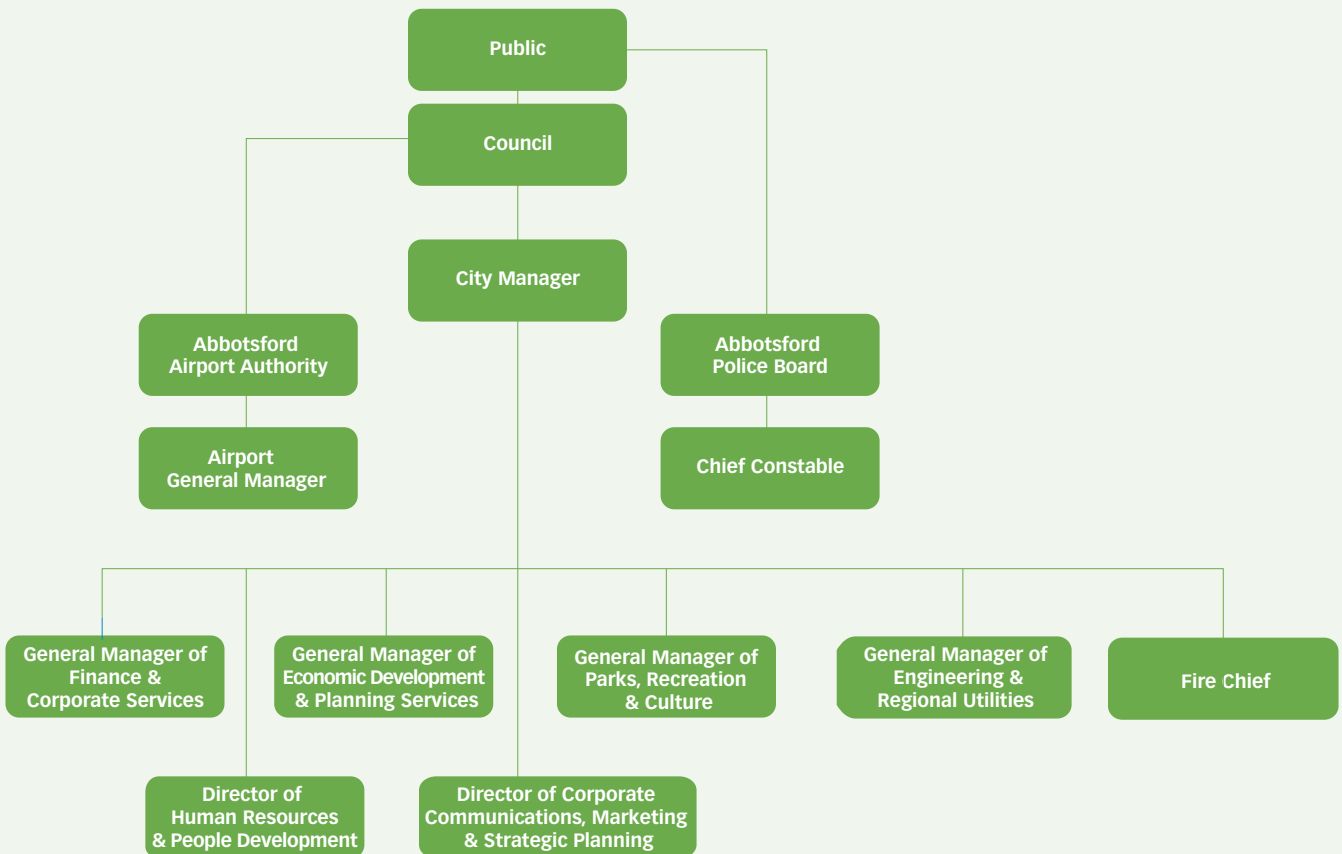 Public
Council
City Manager
Abbotsford
Airport Authority
Abbotsford
Police Board
Airport
General Manager
Chief Constable
General Manager of
Finance &
Corporate Services
General Manager of
Economic Development
& Planning Services
General Manager of
Parks, Recreation
& Culture
General Manager of
Engineering &
Regional Utilities
Fire Chief
Director of
Human Resources
& People Development
Director of Corporate
Communications, Marketing
& Strategic Planning